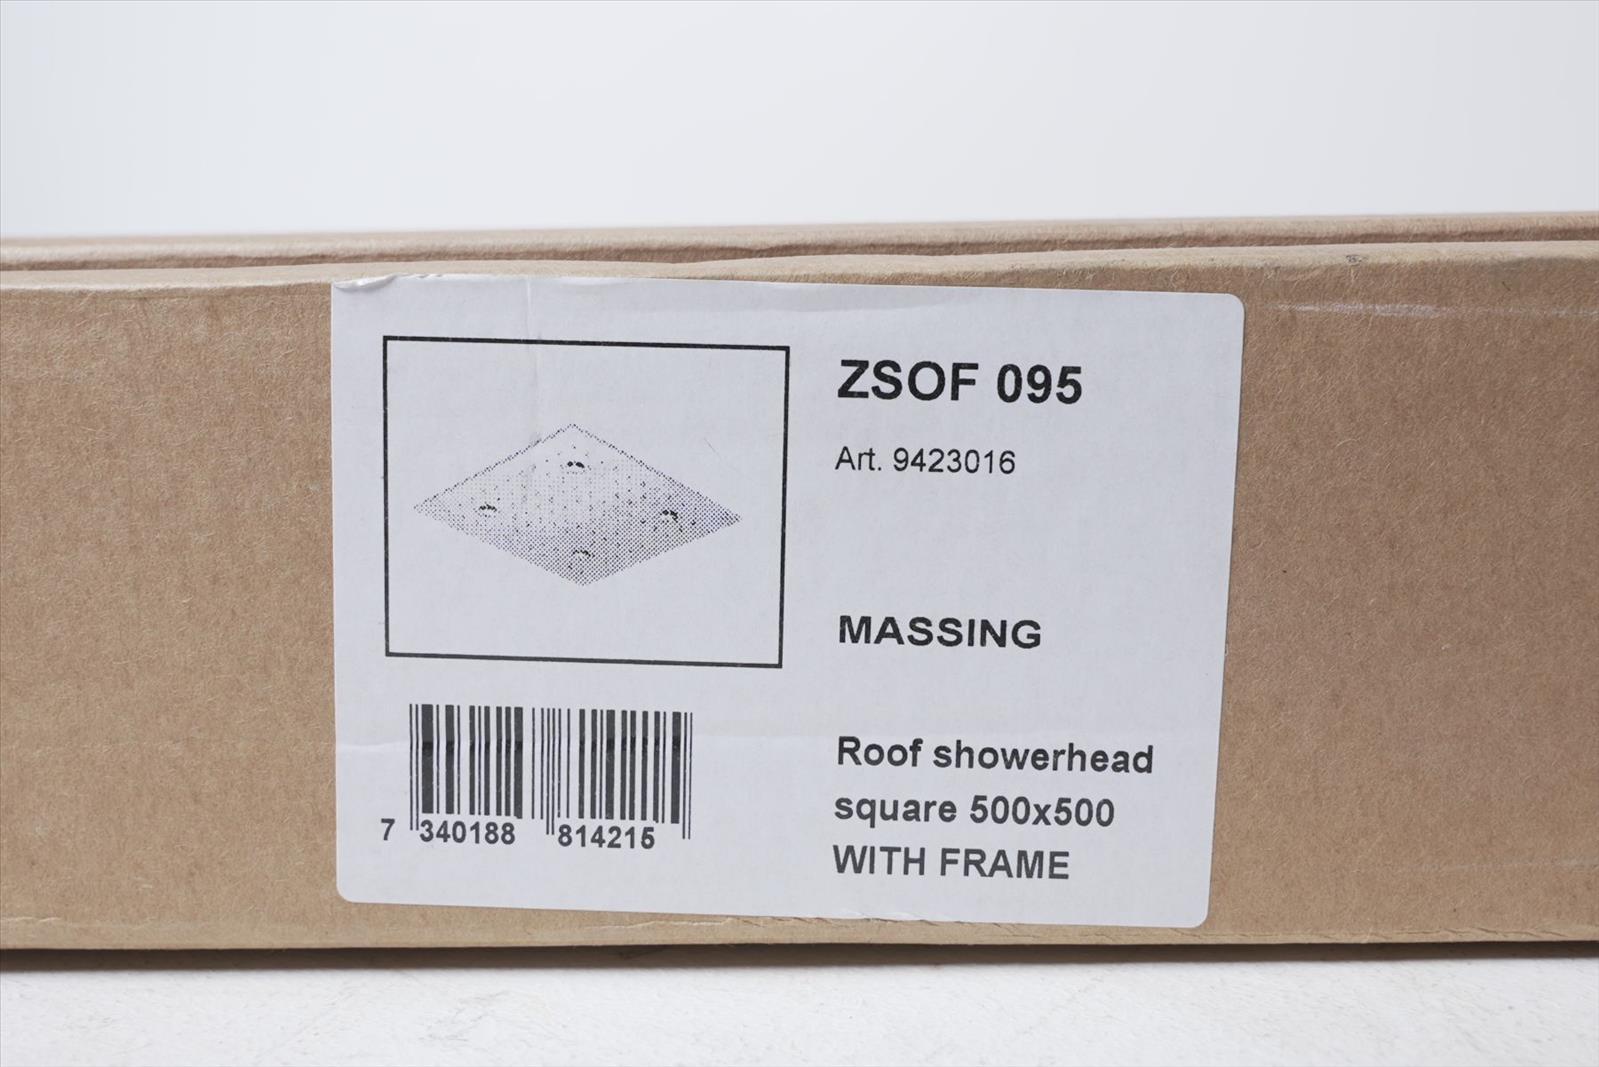 ZSOF 095
Art. 9423016
MASSING
Roof showerhead
square 500x500
WITH FRAME
7 340188 814215